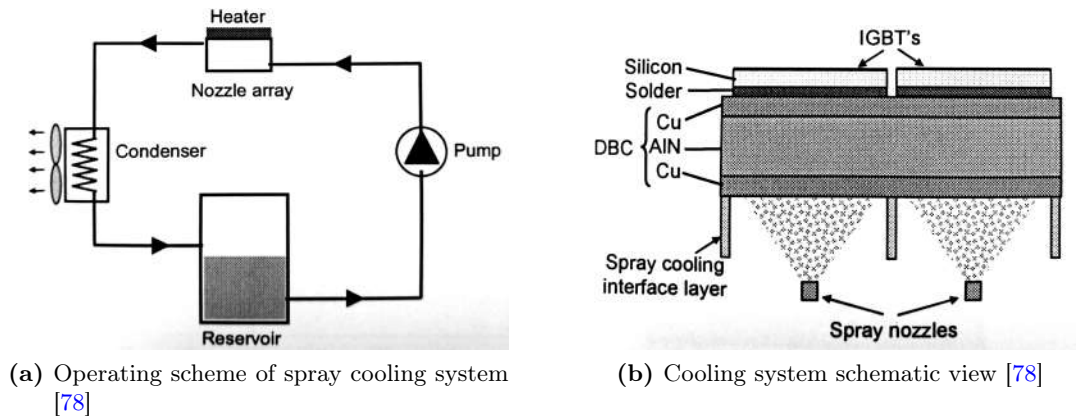 Heater
Nozzle array
Condenser
Pump
Reservoir
(a) Operating scheme of spray cooling system
[78]
IGBT's
Silicon
Solder
Cu
DBC
AlN
Cu
Spray cooling
interface layer
Spray nozzles
(b) Cooling system schematic view [78]